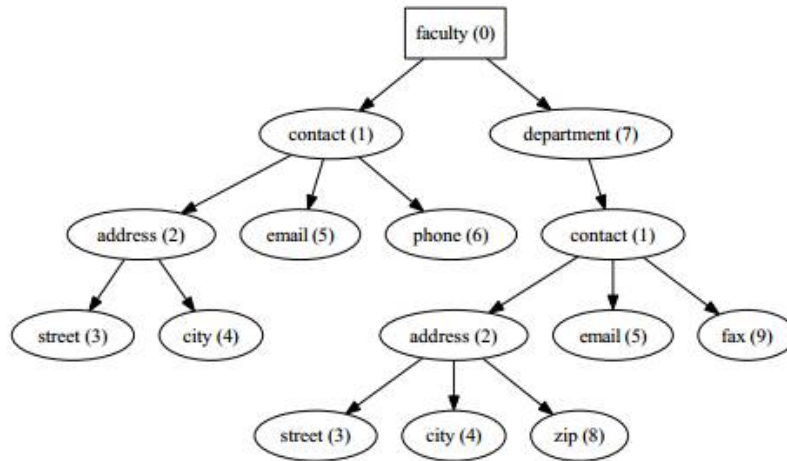 faculty (0)
contact (1)
department (7)
address (2)
email (5)
phone (6)
contact (1)
street (3)
city (4)
address (2)
email (5)
fax (9)
street (3)
city (4)
zip (8)